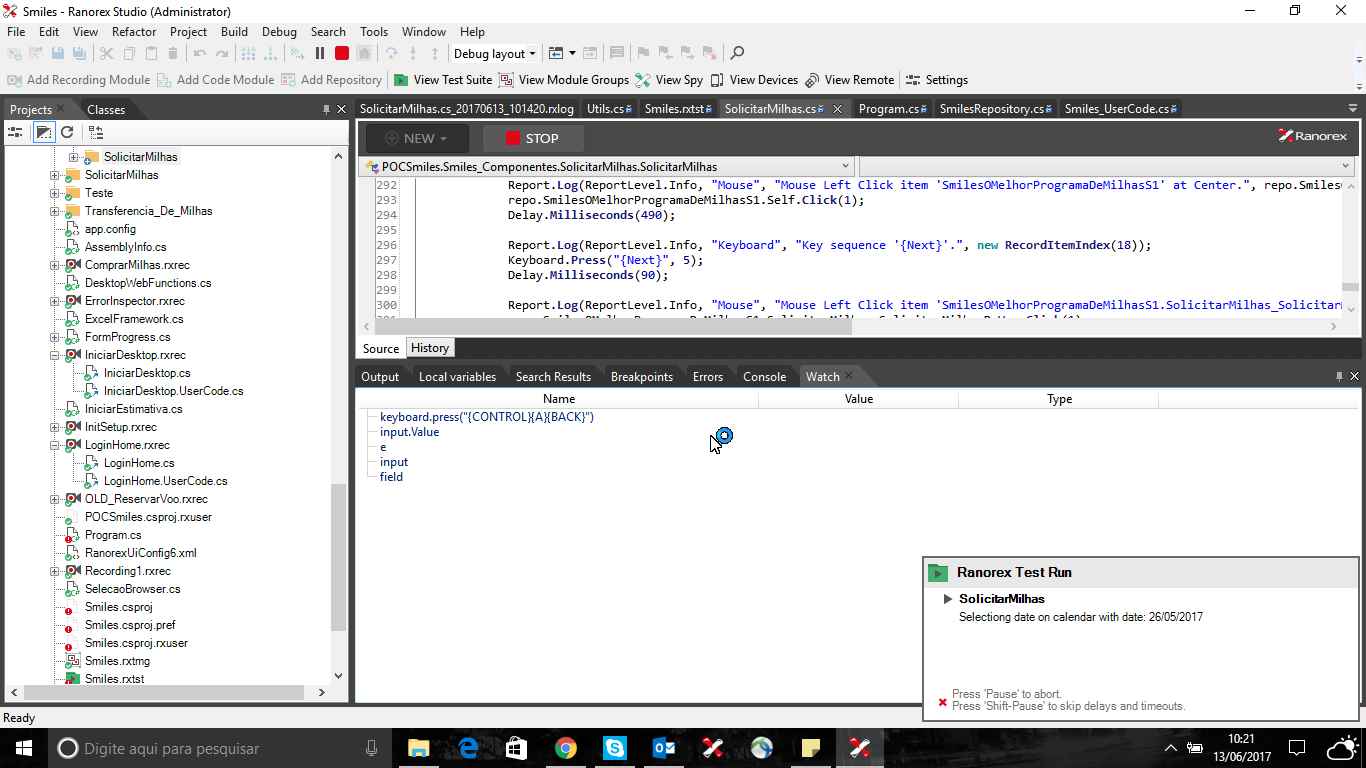 Smiles - Ranorex Studio (Administrator)
File Edit View Refactor Project Build Debug Search Tools Window Help
Debug layout
Add Recording Module Add Code Module Add Repository View Test Suite View Module Groups View Spy View Devices View Remote Settings
Projects Classes
SolicitarMilhas.cs_20170613_101420.rxlog Utils.cs Smiles.rxtst SolicitarMilhas.cs Program.cs SmilesRepository.cs Smiles_UserCode.cs
NEW STOP Ranorex
POCSmiles.Smiles_Componentes.SolicitarMilhas.SolicitarMilhas
SolicitarMilhas
SolicitarMilhas
Teste
Transferencia_De_Milhas
app.config
AssemblyInfo.cs
ComprarMilhas.rxrec
DesktopWebFunctions.cs
ErrorInspector.rxrec
ExcelFramework.cs
FormProgress.cs
IniciarDesktop.rxrec
IniciarDesktop.cs
IniciarDesktop.UserCode.cs
IniciarEstimativa.cs
InitSetup.rxrec
LoginHome.rxrec
LoginHome.cs
LoginHome.UserCode.cs
OLD_ReservarVoo.rxrec
POCSmiles.csproj.rxuser
Program.cs
RanorexUiConfig6.xml
Recording1.rxrec
SelecaoBrowser.cs
Smiles.csproj
Smiles.csproj.pref
Smiles.csproj.rxuser
Smiles.rxtmg
Smiles.rxtst
292 Report.Log(ReportLevel.Info, "Mouse", "Mouse Left Click item 'SmilesOMelhorProgramaDeMilhasS1' at Center.", repo.SmilesO
293 repo.SmilesOMelhorProgramaDeMilhasS1.Self.Click(1);
294 Delay.Milliseconds(490);
295
296 Report.Log(ReportLevel.Info, "Keyboard", "Key sequence '{Next}'.", new RecordItemIndex(18));
297 Keyboard.Press("{Next}", 5);
298 Delay.Milliseconds(90);
299
300 Report.Log(ReportLevel.Info, "Mouse", "Mouse Left Click item 'SmilesOMelhorProgramaDeMilhasS1.SolicitarMilhas_Solicitar
Source History
Output Local variables Search Results Breakpoints Errors Console Watch
Name Value Type
keyboard.press("{CONTROL}{A}{BACK}")
input.Value
e
input
field
Ranorex Test Run
SolicitarMilhas
Selectiong date on calendar with date: 26/05/2017
Press 'Pause' to abort.
Press 'Shift-Pause' to skip delays and timeouts.
Ready
Digite aqui para pesquisar
10:21
13/06/2017